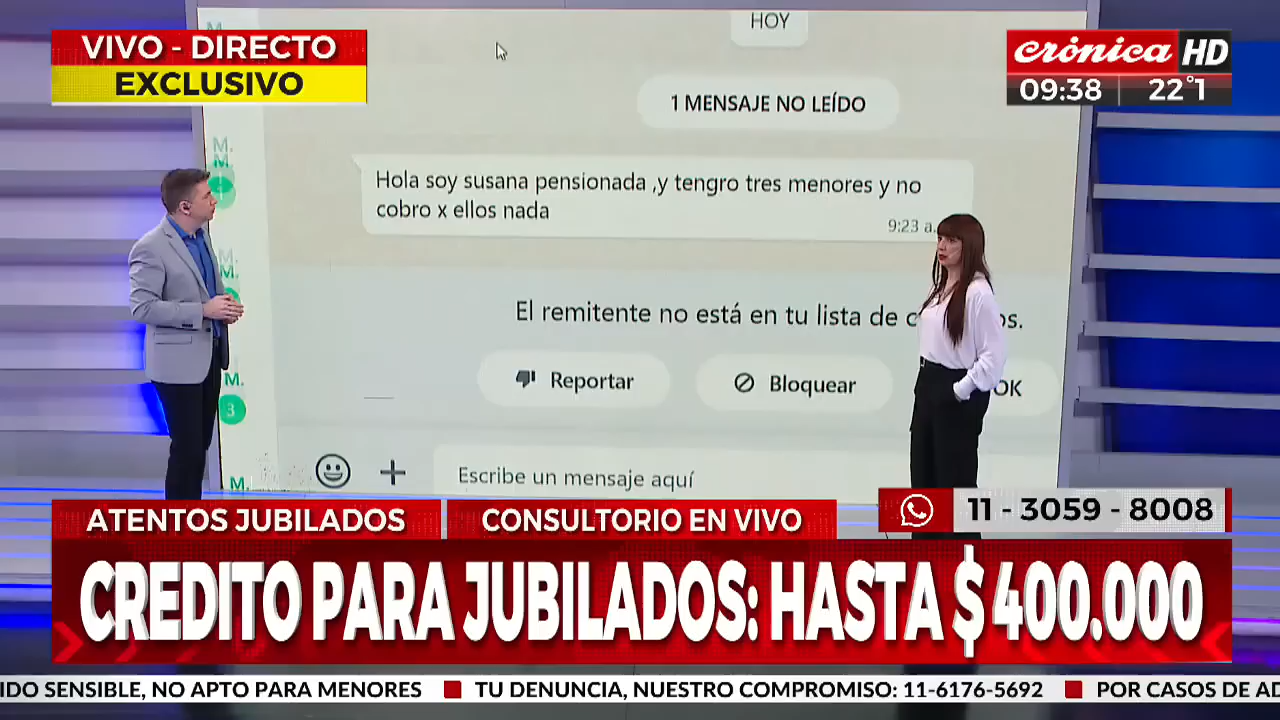 VIVO - DIRECTO
EXCLUSIVO
crónica HD
09:38 22°1
HOY
1 MENSAJE NO LEÍDO
Hola soy susana pensionada ,y tengro tres menores y no
cobro x ellos nada
9:23 a.
El remitente no está en tu lista de
os.
Reportar
Bloquear
OK
M.
M.
M.
M.
M.
3
M.
Escribe un mensaje aquí
ATENTOS JUBILADOS
CONSULTORIO EN VIVO
11 - 3059 - 8008
CREDITO PARA JUBILADOS: HASTA $400.000
IDO SENSIBLE, NO APTO PARA MENORES TU DENUNCIA, NUESTRO COMPROMISO: 11-6176-5692 POR CASOS DE AD